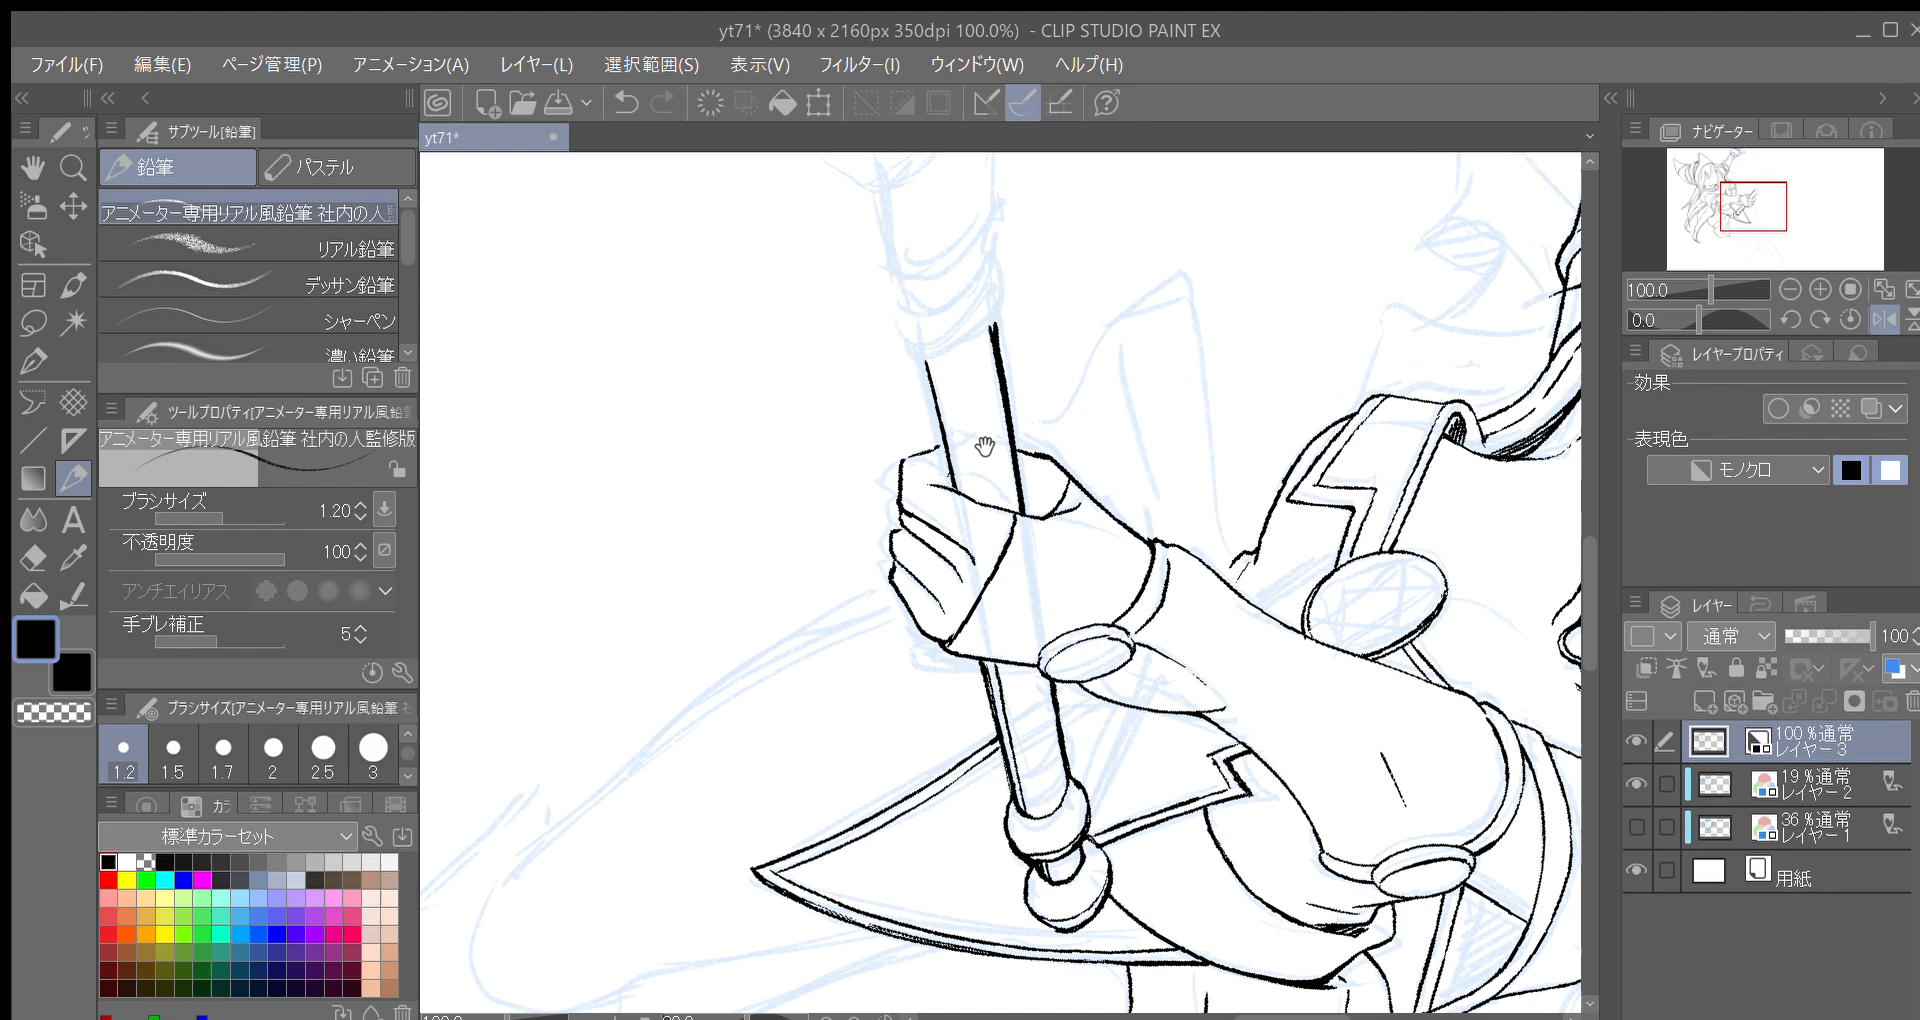 yt71* (3840 x 2160px 350dpi 100.0%) - CLIP STUDIO PAINT EX
ファイル(F) 編集(E) ページ管理(P) アニメーション(A) レイヤー(L) 選択範囲(S) 表示(V) フィルター(I) ウィンドウ(W) ヘルプ(H)
サブツール[鉛筆]
yt71*
ナビゲーター
鉛筆 パステル
アニメーター専用リアル風鉛筆 社内の人
リアル鉛筆
デッサン鉛筆
シャーペン
濃い鉛筆
100.0
0.0
レイヤープロパティ
効果
表現色
モノクロ
ツールプロパティ[アニメーター専用リアル風鉛
アニメーター専用リアル風鉛筆 社内の人監修版
ブラシサイズ 1.20
不透明度 100
アンチエイリアス
手ブレ補正 5
レイヤー
通常 100
ブラシサイズ[アニメーター専用リアル風鉛筆
1.2 1.5 1.7 2 2.5 3
カラ
標準カラーセット
100 %通常
レイヤー 3
19 %通常
レイヤー 2
36 %通常
レイヤー 1
用紙